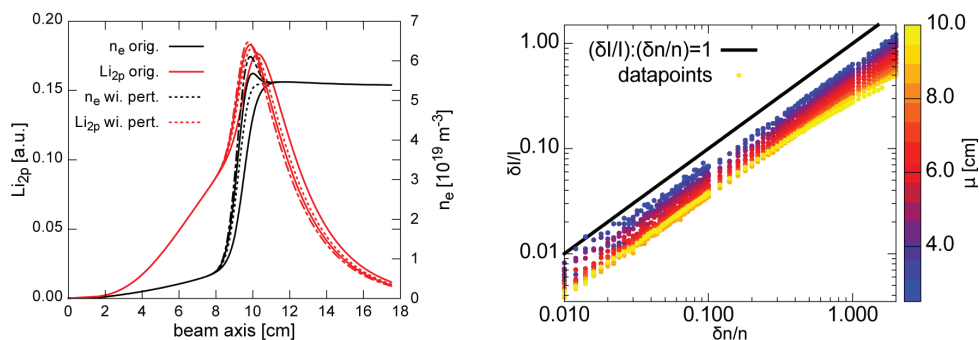 0.20
0.15
0.10
0.05
0.00
Li2p [a.u.]
ne orig.
Li2p orig.
ne wi. pert.
Li2p wi. pert.
7
6
5
4
3
2
1
0
ne [10^19 m^-3]
0 2 4 6 8 10 12 14 16 18
beam axis [cm]
1.00
0.10
0.01
δI/I
(δI/I):(δn/n)=1
datapoints
0.010 0.100 1.000
δn/n
10.0
8.0
6.0
4.0
μ [cm]